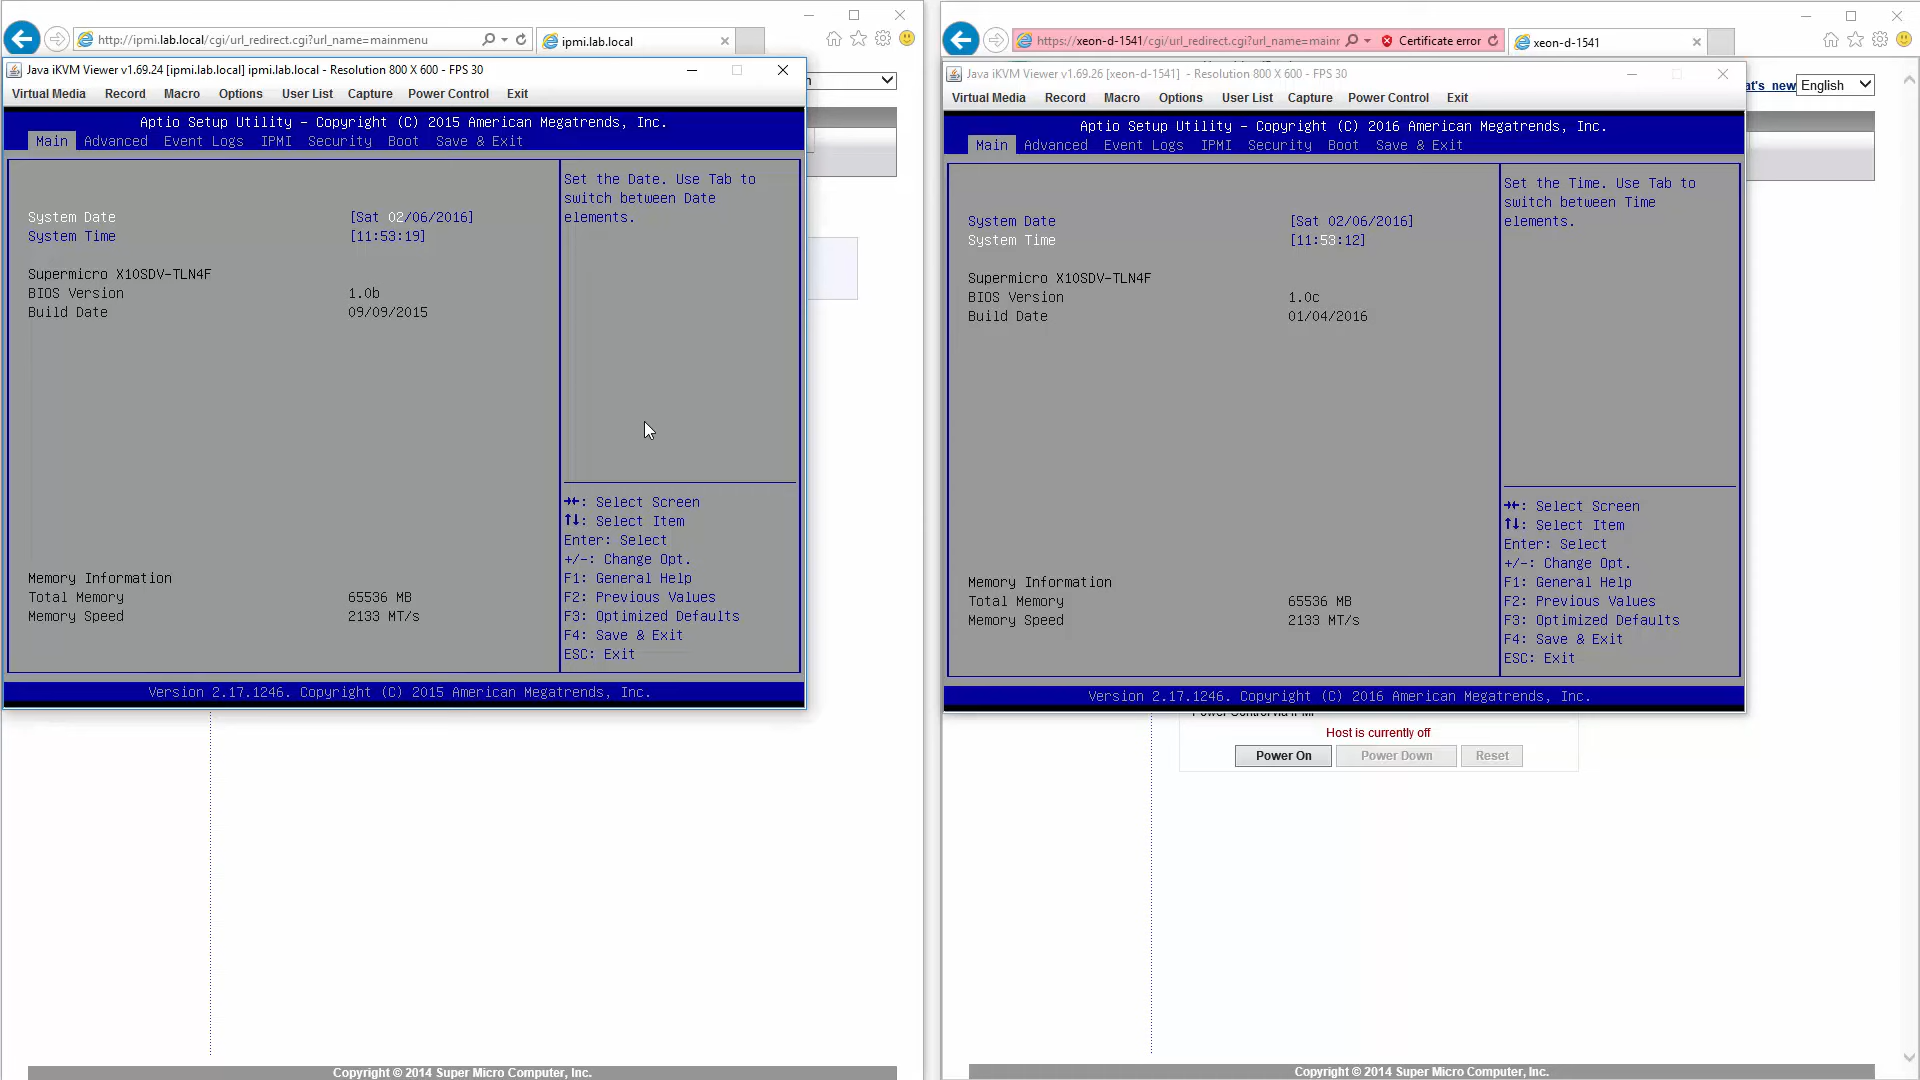 http://ipmi.lab.local/cgi/url_redirect.cgi?url_name=mainmenu
ipmi.lab.local
Java iKVM Viewer v1.69.24 [ipmi.lab.local] ipmi.lab.local - Resolution 800 X 600 - FPS 30
Virtual Media Record Macro Options User List Capture Power Control Exit
Aptio Setup Utility - Copyright (C) 2015 American Megatrends, Inc.
Main Advanced Event Logs IPMI Security Boot Save & Exit
System Date [Sat 02/06/2016]
System Time [11:53:19]
Supermicro X10SDV-TLN4F
BIOS Version 1.0b
Build Date 09/09/2015
Memory Information
Total Memory 65536 MB
Memory Speed 2133 MT/s
Set the Date. Use Tab to
switch between Date
elements.
→←: Select Screen
↑↓: Select Item
Enter: Select
+/-: Change Opt.
F1: General Help
F2: Previous Values
F3: Optimized Defaults
F4: Save & Exit
ESC: Exit
Version 2.17.1246. Copyright (C) 2015 American Megatrends, Inc.
Copyright © 2014 Super Micro Computer, Inc.
https://xeon-d-1541/cgi/url_redirect.cgi?url_name=mainr
Certificate error
xeon-d-1541
at's new
English
Java iKVM Viewer v1.69.26 [xeon-d-1541] - Resolution 800 X 600 - FPS 30
Virtual Media Record Macro Options User List Capture Power Control Exit
Aptio Setup Utility - Copyright (C) 2016 American Megatrends, Inc.
Main Advanced Event Logs IPMI Security Boot Save & Exit
System Date [Sat 02/06/2016]
System Time [11:53:12]
Supermicro X10SDV-TLN4F
BIOS Version 1.0c
Build Date 01/04/2016
Memory Information
Total Memory 65536 MB
Memory Speed 2133 MT/s
Set the Time. Use Tab to
switch between Time
elements.
→←: Select Screen
↑↓: Select Item
Enter: Select
+/-: Change Opt.
F1: General Help
F2: Previous Values
F3: Optimized Defaults
F4: Save & Exit
ESC: Exit
Version 2.17.1246. Copyright (C) 2016 American Megatrends, Inc.
Power Control via IPMI
Host is currently off
Power On Power Down Reset
Copyright © 2014 Super Micro Computer, Inc.